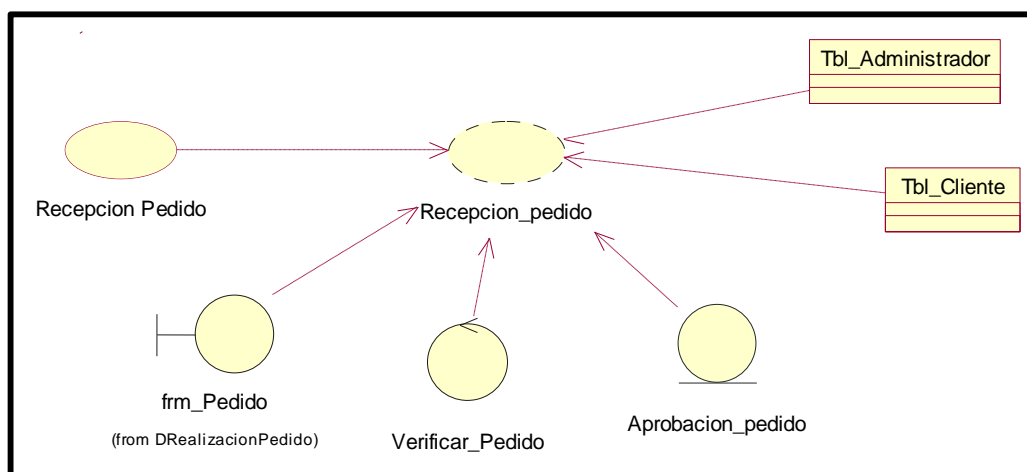 Tbl_Administrador
Tbl_Cliente
Recepcion Pedido
Recepcion_pedido
frm_Pedido
(from DRealizacionPedido)
Verificar_Pedido
Aprobacion_pedido